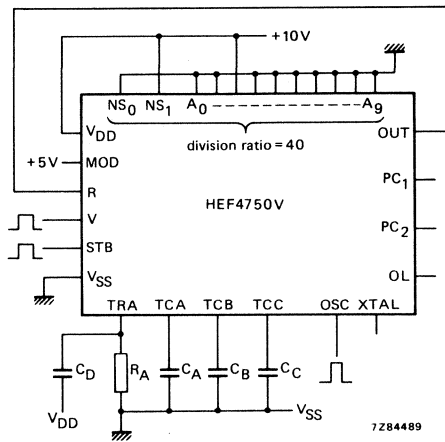 +10V
NS0 NS1 A0 A9
division ratio = 40
VDD
OUT
+5V
MOD
PC1
R
HEF4750V
V
PC2
STB
VSS
OL
TRA TCA TCB TCC OSC XTAL
CD RA CA CB CC
VDD
VSS
7Z84489